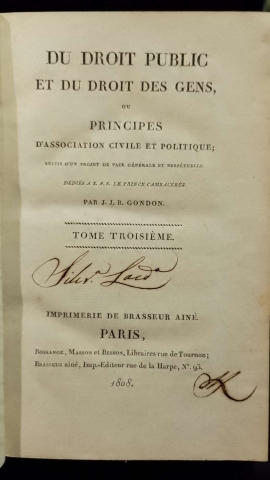 DU DROIT PUBLIC
ET DU DROIT DES GENS,
OU
PRINCIPES
D'ASSOCIATION CIVILE ET POLITIQUE;
SUIVIS D'UN PROJET DE PAIX GÉNÉRALE ET PERPÉTUELLE.
DÉDIÉS A S. A. S. LE PRINCE CAMBACÉRÈS
PAR J. J. B. GONDON.
TOME TROISIÈME.
IMPRIMERIE DE BRASSEUR AINÉ.
PARIS,
BOSSANGE, MASSON et BESSON, Libraires rue de Tournon;
BRASSEUR aîné, Imp.-Editeur rue de la Harpe, N°. 93.
1808.